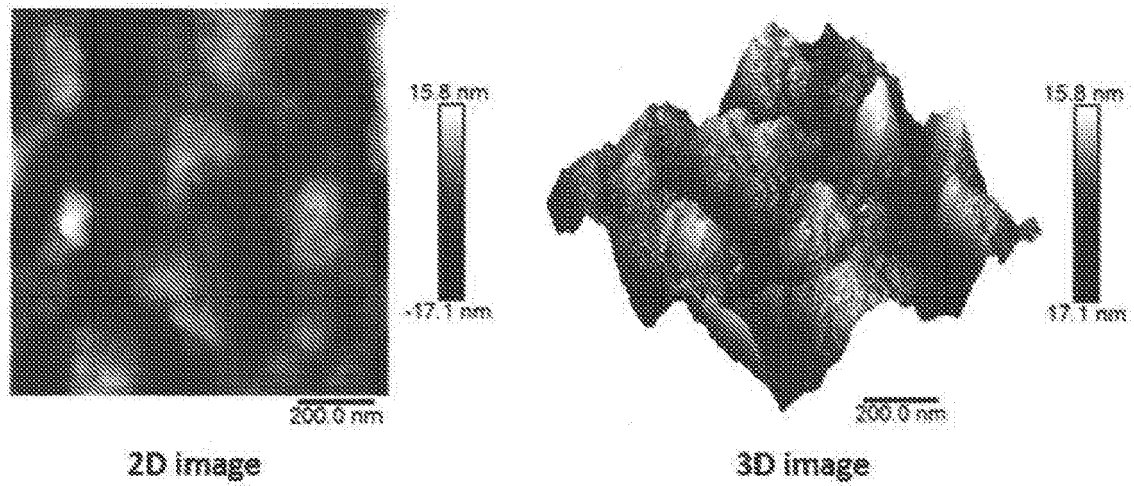 15.8 nm
-17.1 nm
200.0 nm
2D image
15.8 nm
17.1 nm
200.0 nm
3D image